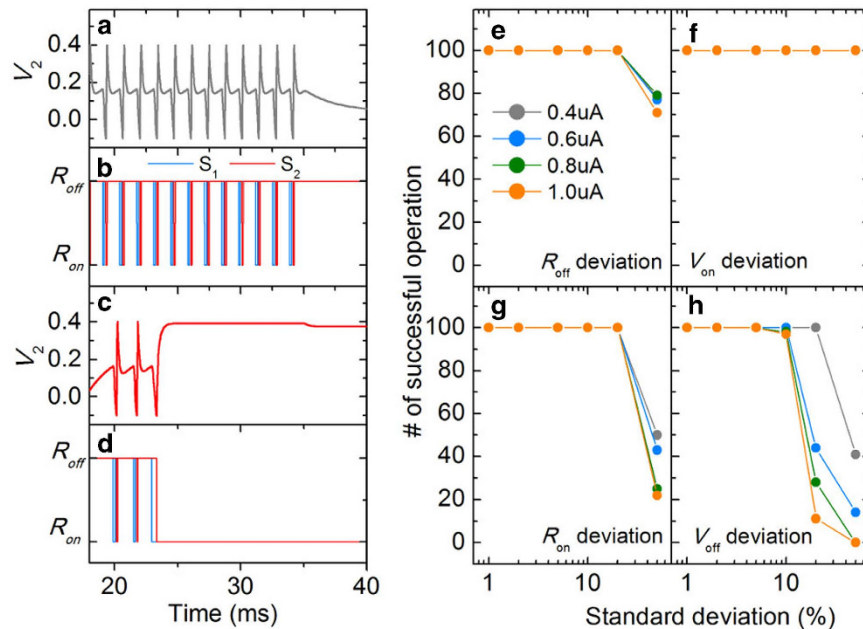 a
V2
0.4
0.2
0.0
b
S1 S2
Roff
Ron
c
V2
0.4
0.2
0.0
d
Roff
Ron
20 25 30 35 40
Time (ms)
# of successful operation
e
100
80
60
40
20
0
0.4uA
0.6uA
0.8uA
1.0uA
Roff deviation
f
Von deviation
g
100
80
60
40
20
0
Ron deviation
h
Voff deviation
1 10 1 10
Standard deviation (%)